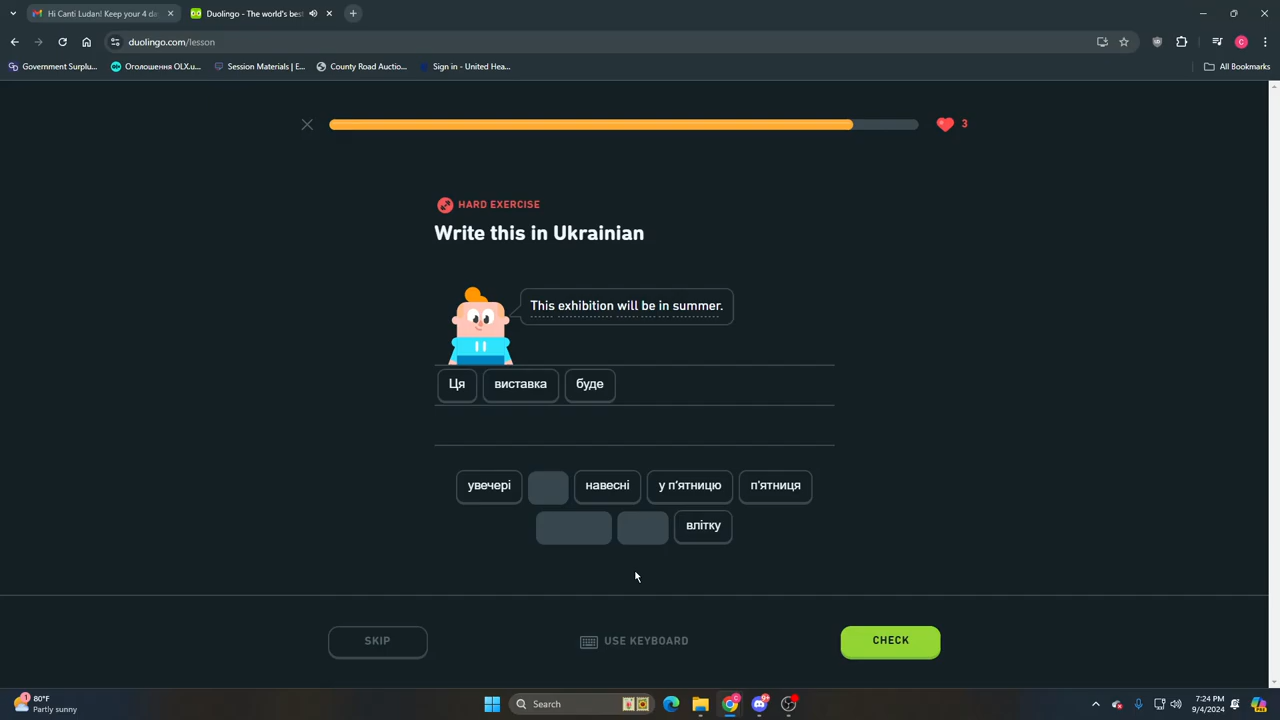 Hi Canti Ludan! Keep your 4 da
Duolingo - The world's bes
duolingo.com/lesson
Government Surplu...
Оголошення OLX.u...
Session Materials | E...
County Road Auctio...
Sign in - United Hea...
All Bookmarks
3
HARD EXERCISE
Write this in Ukrainian
This exhibition will be in summer.
Ця виставка буде
увечері навесні у п'ятницю п'ятниця
влітку
SKIP
USE KEYBOARD
CHECK
1
80°F
Partly sunny
Search
7:24 PM
9/4/2024